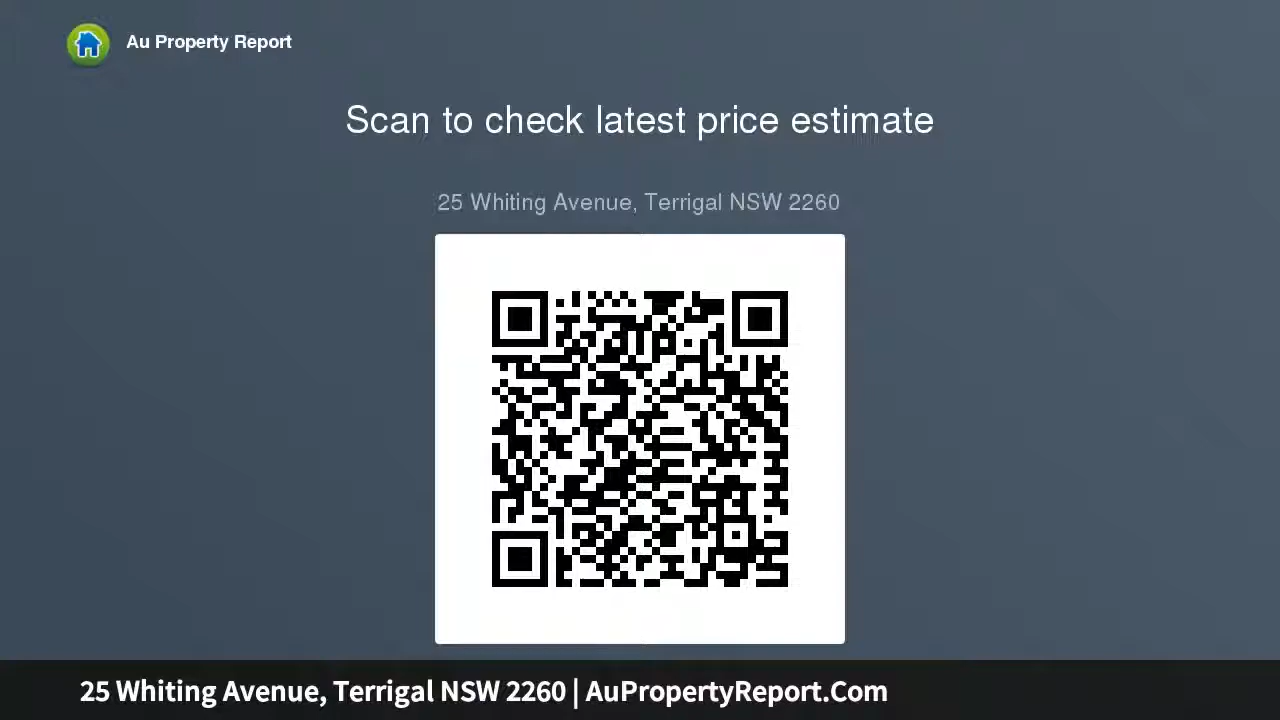 Au Property Report
Scan to check latest price estimate
25 Whiting Avenue, Terrigal NSW 2260
25 Whiting Avenue, Terrigal NSW 2260 | AuPropertyReport.Com